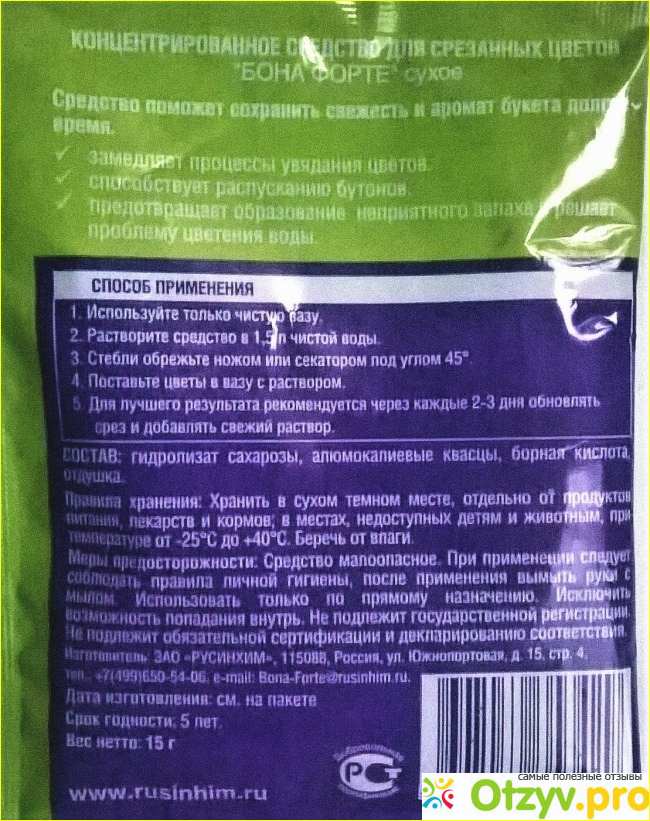 КОНЦЕНТРИРОВАННОЕ СРЕДСТВО ДЛЯ СРЕЗАННЫХ ЦВЕТОВ
"БОНА ФОРТЕ" сухое
Средство поможет сохранить свежесть и аромат букета долгое
время.
✓ замедляет процессы увядания цветов.
✓ способствует распусканию бутонов.
✓ предотвращает образование неприятного запаха и решает
проблему цветения воды.
СПОСОБ ПРИМЕНЕНИЯ
1. Используйте только чистую вазу.
2. Растворите средство в 1,5 л чистой воды.
3. Стебли обрежьте ножом или секатором под углом 45°
4. Поставьте цветы в вазу с раствором.
5. Для лучшего результата рекомендуется через каждые 2-3 дня обновлять
срез и добавлять свежий раствор.
СОСТАВ: гидролизат сахарозы, алюмокалиевые квасцы, борная кислота,
отдушка.
Правила хранения: Хранить в сухом темном месте, отдельно от продуктов
питания, лекарств и кормов; в местах, недоступных детям и животным, при
температуре от -25°С до +40°С. Беречь от влаги.
Меры предосторожности: Средство малоопасное. При применении следует
соблюдать правила личной гигиены, после применения вымыть руки с
мылом. Использовать только по прямому назначению. Исключить
возможность попадания внутрь. Не подлежит государственной регистрации.
Не подлежит обязательной сертификации и декларированию соответствия.
Изготовитель ЗАО «РУСИНХИМ», 115088, Россия, ул. Южнопортовая, д. 15, стр. 4,
тел. +7(499)650-54-06, e-mail: Bona-Forte@rusinhim.ru.
Дата изготовления: см. на пакете
Срок годности: 5 лет.
Вес нетто: 15 г
Добровольная
РСТ
сертификация
www.rusinhim.ru
самые полезные отзывы
Otzyv.pro